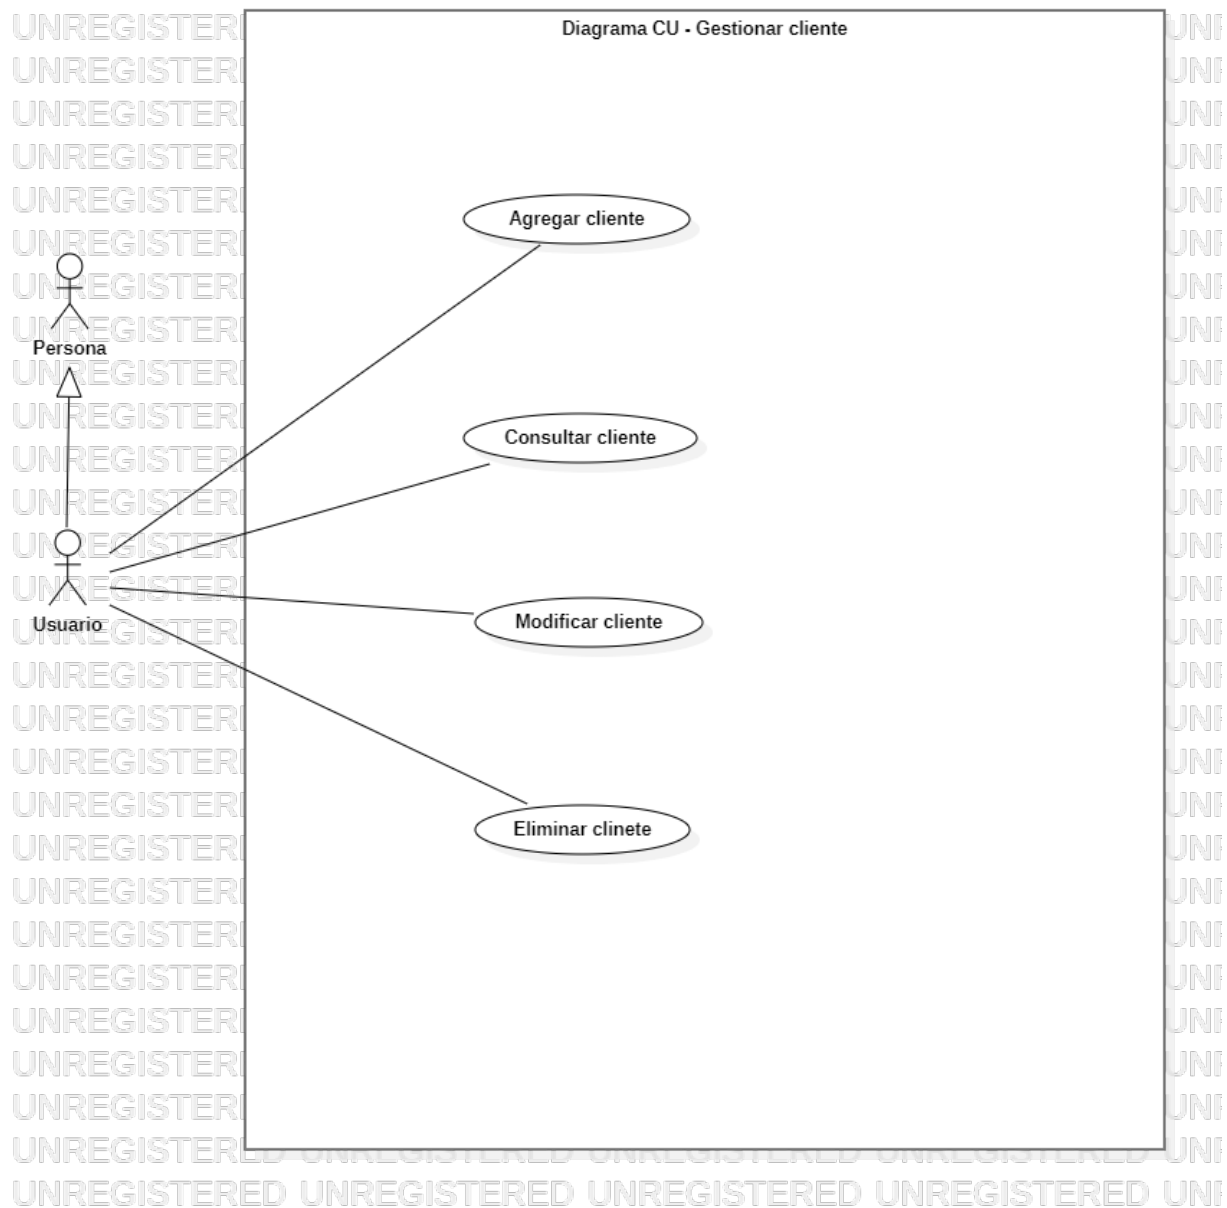 Diagrama CU - Gestionar cliente
Agregar cliente
Persona
Consultar cliente
Usuario
Modificar cliente
Eliminar clinete
UNREGISTERED UNREGISTERED UNREGISTERED UNREGISTERED